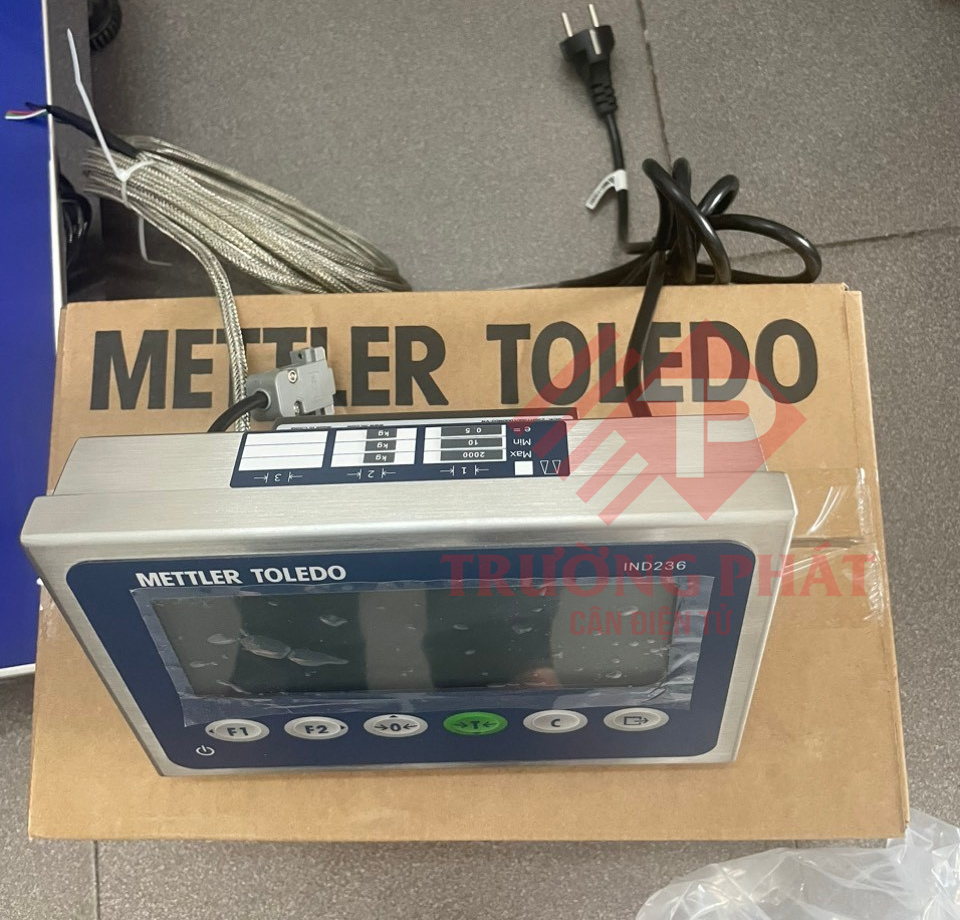 METTLER TOLEDO
e = 0.5 kg
Min 10 kg
Max 2000 kg
1 2 3
TRƯỜNG PHÁT
CÂN ĐIỆN TỬ
METTLER TOLEDO
IND236
F1 F2 →0← →T← C